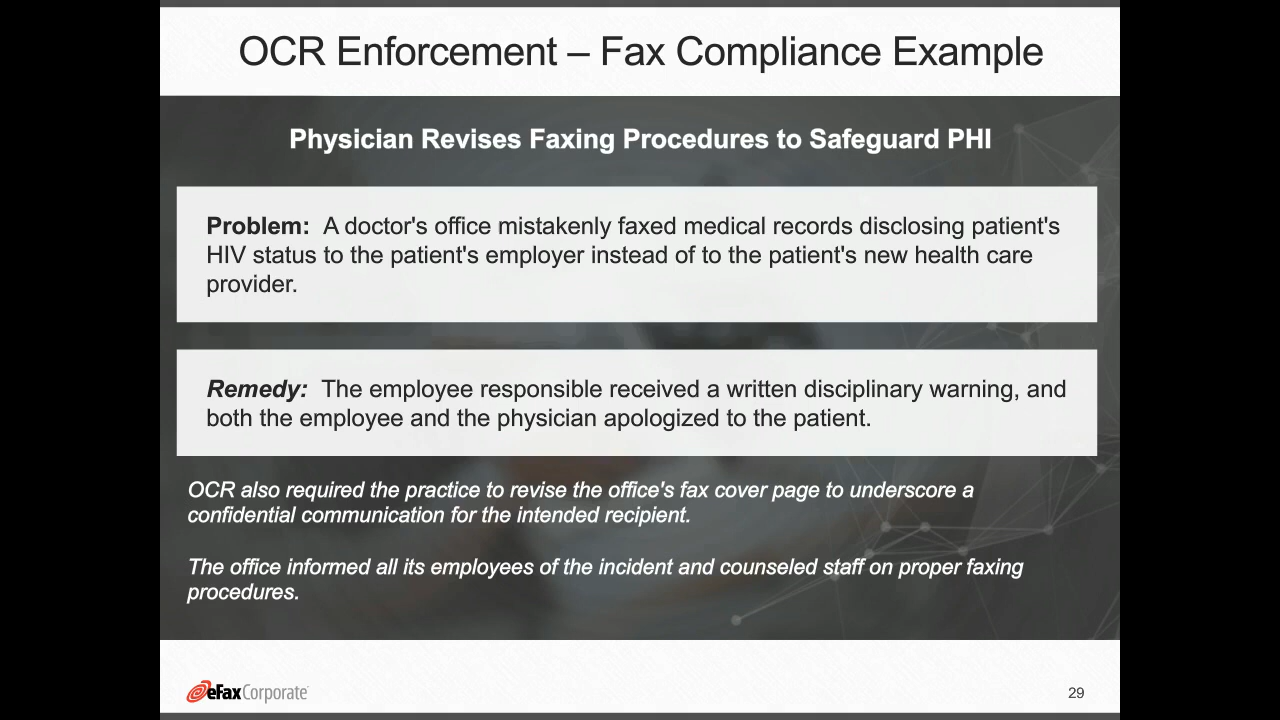 OCR Enforcement – Fax Compliance Example
Physician Revises Faxing Procedures to Safeguard PHI
Problem: A doctor's office mistakenly faxed medical records disclosing patient's
HIV status to the patient's employer instead of to the patient's new health care
provider.
Remedy: The employee responsible received a written disciplinary warning, and
both the employee and the physician apologized to the patient.
OCR also required the practice to revise the office's fax cover page to underscore a
confidential communication for the intended recipient.
The office informed all its employees of the incident and counseled staff on proper faxing
procedures.
eFax Corporate
29